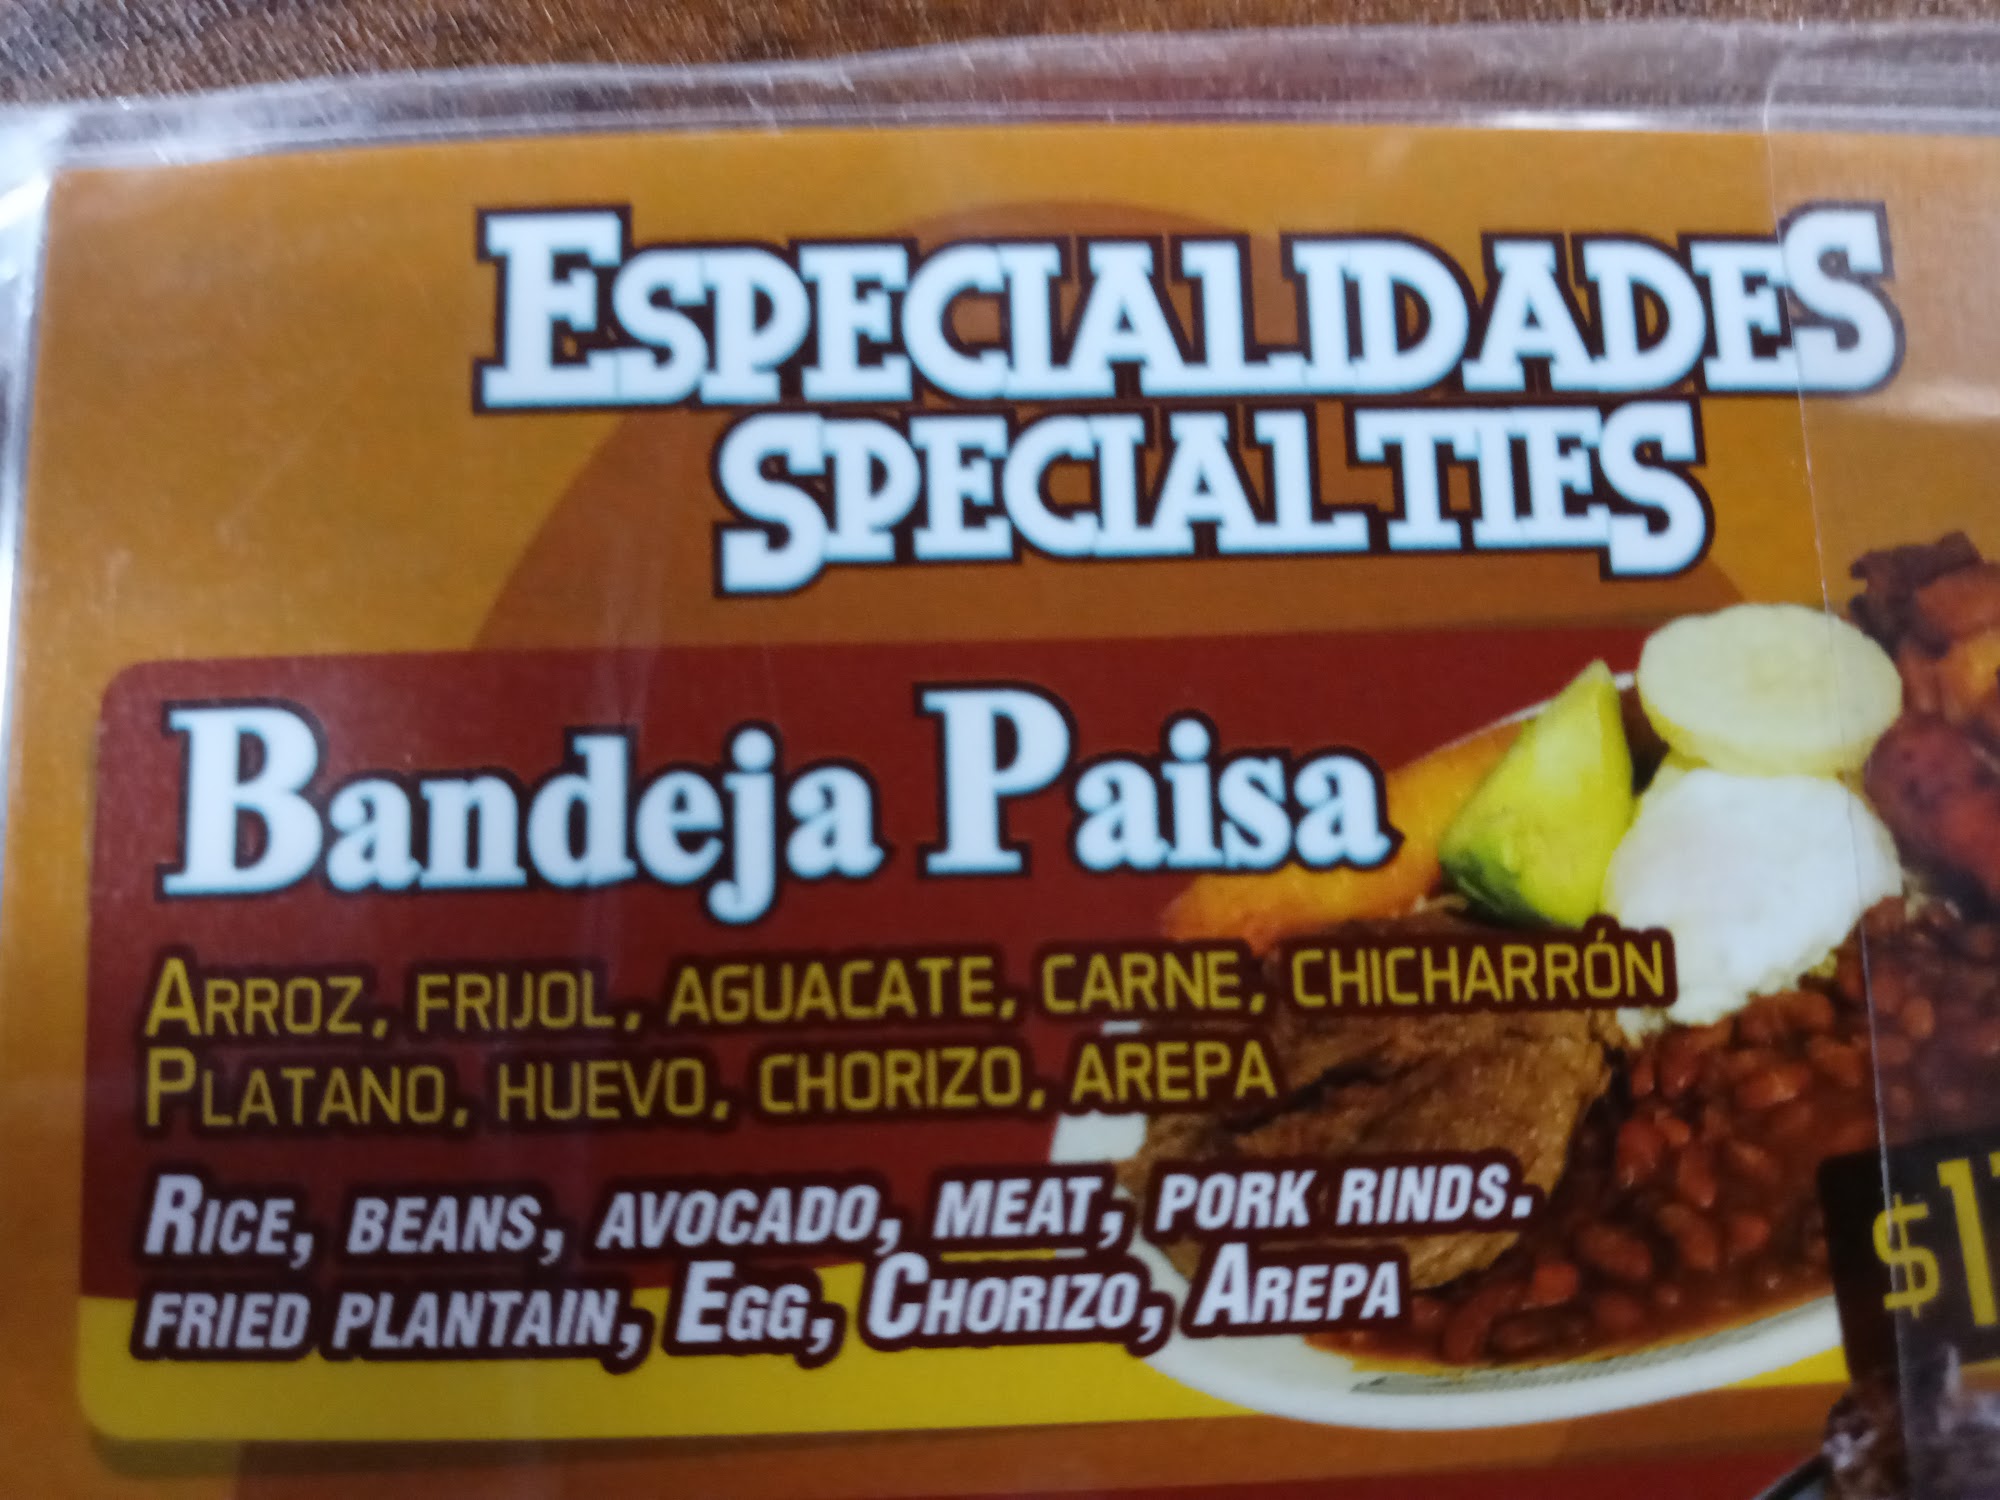 ESPECIALIDADES
SPECIALTIES
Bandeja Paisa
ARROZ, FRIJOL, AGUACATE, CARNE, CHICHARRÓN
PLATANO, HUEVO, CHORIZO, AREPA
RICE, BEANS, AVOCADO, MEAT, PORK RINDS.
FRIED PLANTAIN, EGG, CHORIZO, AREPA